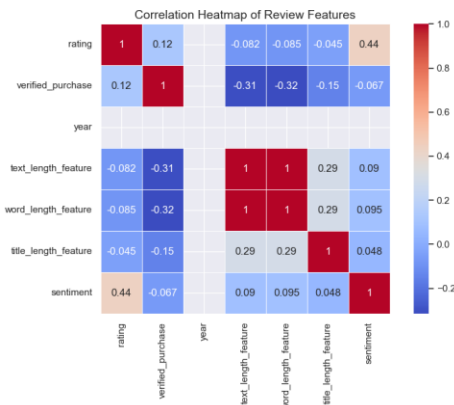 Correlation Heatmap of Review Features
rating 1 0.12 -0.082 -0.085 -0.045 0.44
verified_purchase 0.12 1 -0.31 -0.32 -0.15 -0.067
year
text_length_feature -0.082 -0.31 1 1 0.29 0.09
word_length_feature -0.085 -0.32 1 1 0.29 0.095
title_length_feature -0.045 -0.15 0.29 0.29 1 0.048
sentiment 0.44 -0.067 0.09 0.095 0.048 1
rating
verified_purchase
year
text_length_feature
word_length_feature
title_length_feature
sentiment
1.0
0.8
0.6
0.4
0.2
0.0
-0.2